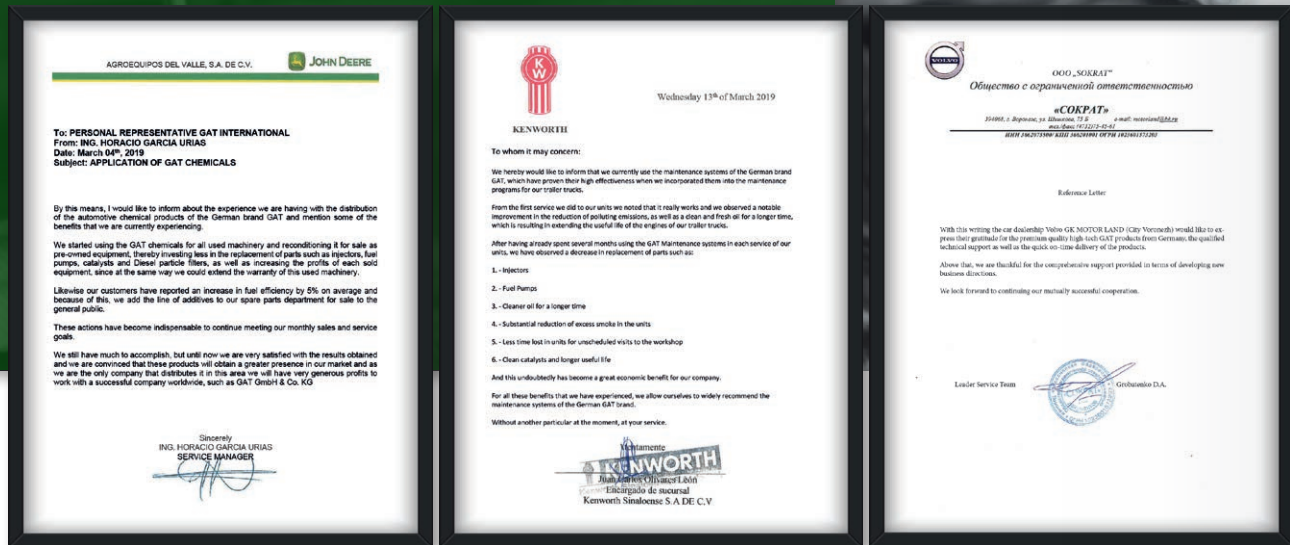 AGROEQUIPOS DEL VALLE, S.A. DE C.V.
JOHN DEERE
To: PERSONAL REPRESENTATIVE GAT INTERNATIONAL
From: ING. HORACIO GARCIA URIAS
Date: March 04th, 2019
Subject: APPLICATION OF GAT CHEMICALS
By this means, I would like to inform about the experience we are having with the distribution
of the automotive chemical products of the German brand GAT and mention some of the
benefits that we are currently experiencing.
We started using the GAT chemicals for all used machinery and reconditioning it for sale as
pre-owned equipment, thereby investing less in the replacement of parts such as injectors, fuel
pumps, catalysts and Diesel particle filters, as well as increasing the profits of each sold
equipment, since at the same way we could extend the warranty of this used machinery.
Likewise our customers have reported an increase in fuel efficiency by 5% on average and
because of this, we add the line of additives to our spare parts department for sale to the
general public.
These actions have become indispensable to continue meeting our monthly sales and service
goals.
We still have much to accomplish, but until now we are very satisfied with the results obtained
and we are convinced that these products will obtain a greater presence in our market and as
we are the only company that distributes it in this area we will have very generous profits to
work with a successful company worldwide, such as GAT GmbH & Co. KG
Sincerely
ING. HORACIO GARCIA URIAS
SERVICE MANAGER
KW
KENWORTH
Wednesday 13th of March 2019
To whom it may concern:
We hereby would like to inform that we currently use the maintenance systems of the German brand
GAT, which have proven their high effectiveness when we incorporated them into the maintenance
programs for our trailer trucks.
From the first service we did to our units we noted that it really works and we observed a notable
improvement in the reduction of polluting emissions, as well as a clean and fresh oil for a longer time,
which is resulting in extending the useful life of the engines of our trailer trucks.
After having already spent several months using the GAT Maintenance systems in each service of our
units, we have observed a decrease in replacement of parts such as:
1. - Injectors
2. - Fuel Pumps
3. - Cleaner oil for a longer time
4. - Substantial reduction of excess smoke in the units
5. - Less time lost in units for unscheduled visits to the workshop
6. - Clean catalysts and longer useful life
And this undoubtedly has become a great economic benefit for our company.
For all these benefits that we have experienced, we allow ourselves to widely recommend the
maintenance systems of the German GAT brand.
Without another particular at the moment, at your service.
Atentamente
KENWORTH
Juan Carlos Olivares León
Encargado de sucursal
Kenworth Sinaloense S.A DE C.V
VOLVO
ООО „SOKRAT"
Общество с ограниченной ответственностью
«СОКРАТ»
Reference Letter
With this writing the car dealership Volvo GK MOTOR LAND (City Voronezh) would like to ex-
press their gratitude for the premium quality high-tech GAT products from Germany, the qualified
technical support as well as the quick on-time delivery of the products.
Above that, we are thankful for the comprehensive support provided in terms of developing new
business directions.
We look forward to continuing our mutually successful cooperation.
Leader Service Team
Grobutenko D.A.